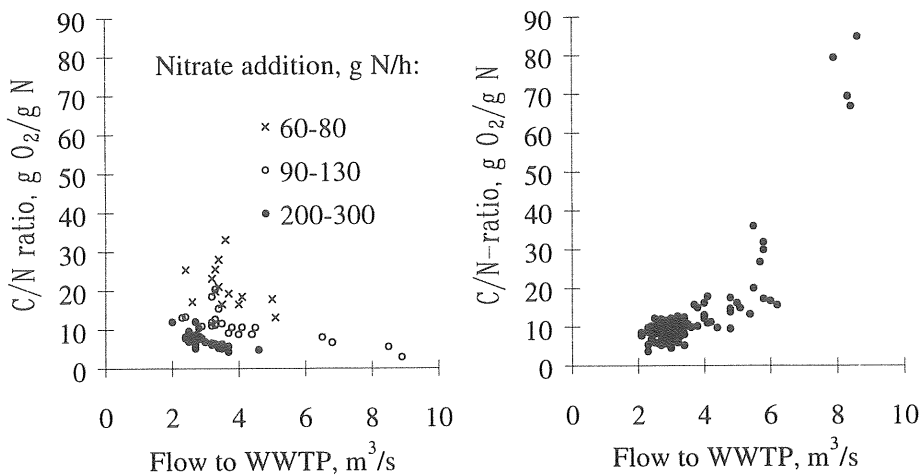 C/N ratio, g O₂/g N
90
80
70
60
50
40
30
20
10
0
Nitrate addition, g N/h:
× 60-80
o 90-130
• 200-300
0 2 4 6 8 10
Flow to WWTP, m³/s
C/N-ratio, g O₂/g N
90
80
70
60
50
40
30
20
10
0
0 2 4 6 8 10
Flow to WWTP, m³/s